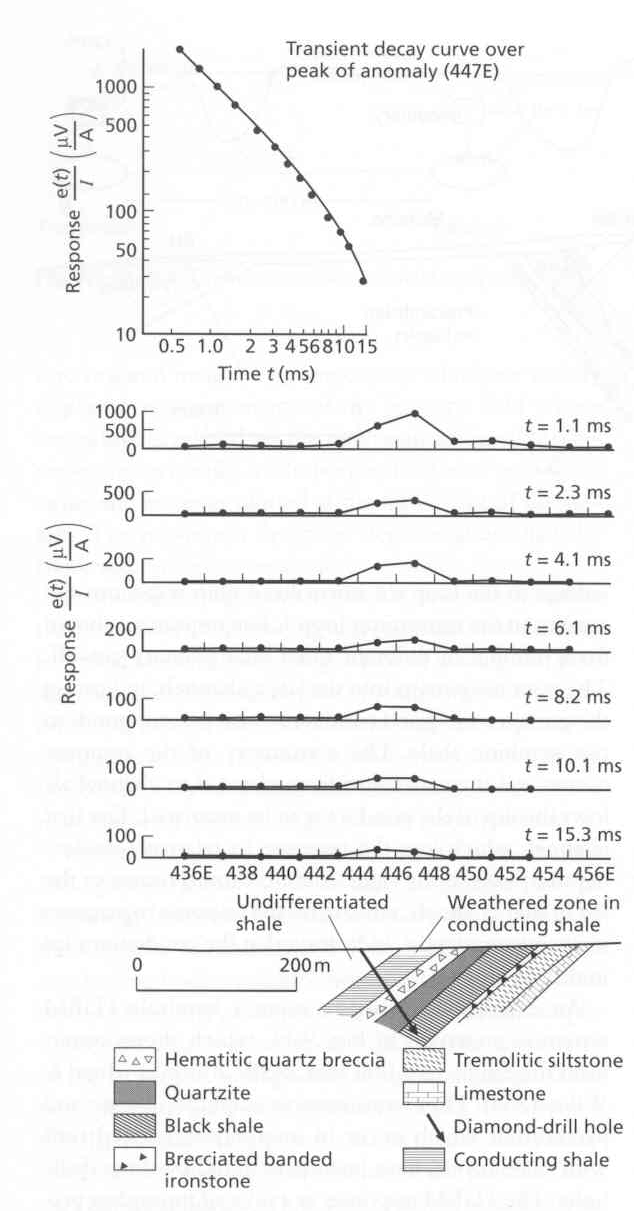 Transient decay curve over
peak of anomaly (447E)
Response e(t)/I (μV/A)
1000
500
100
50
10
0.5 1.0 2 3 4 5 6 8 10 15
Time t (ms)
Response e(t)/I (μV/A)
1000
500
0
t = 1.1 ms
500
0
t = 2.3 ms
200
0
t = 4.1 ms
200
0
t = 6.1 ms
100
0
t = 8.2 ms
100
0
t = 10.1 ms
100
0
t = 15.3 ms
436E 438 440 442 444 446 448 450 452 454 456E
Undifferentiated
shale
Weathered zone in
conducting shale
0 200 m
Hematitic quartz breccia
Quartzite
Black shale
Brecciated banded
ironstone
Tremolitic siltstone
Limestone
Diamond-drill hole
Conducting shale